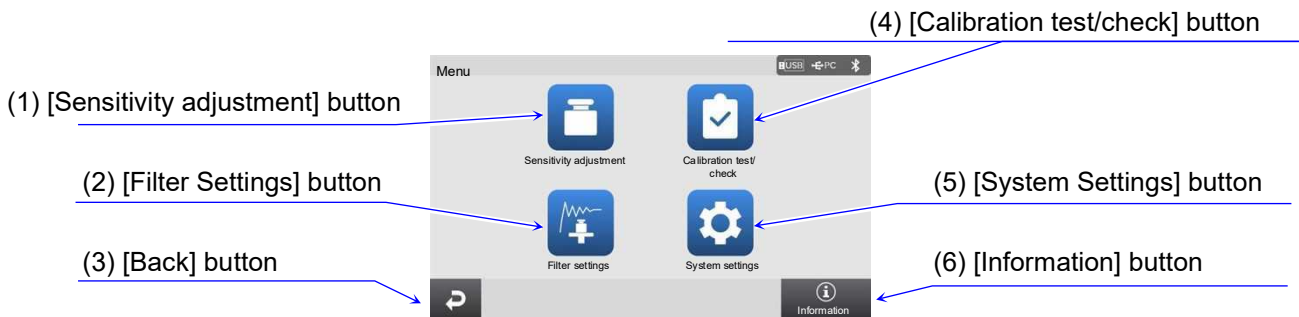 (4) [Calibration test/check] button
Menu
USB PC
(1) [Sensitivity adjustment] button
Sensitivity adjustment
Calibration test/
check
(2) [Filter Settings] button
(5) [System Settings] button
Filter settings
System settings
(3) [Back] button
(6) [Information] button
Information